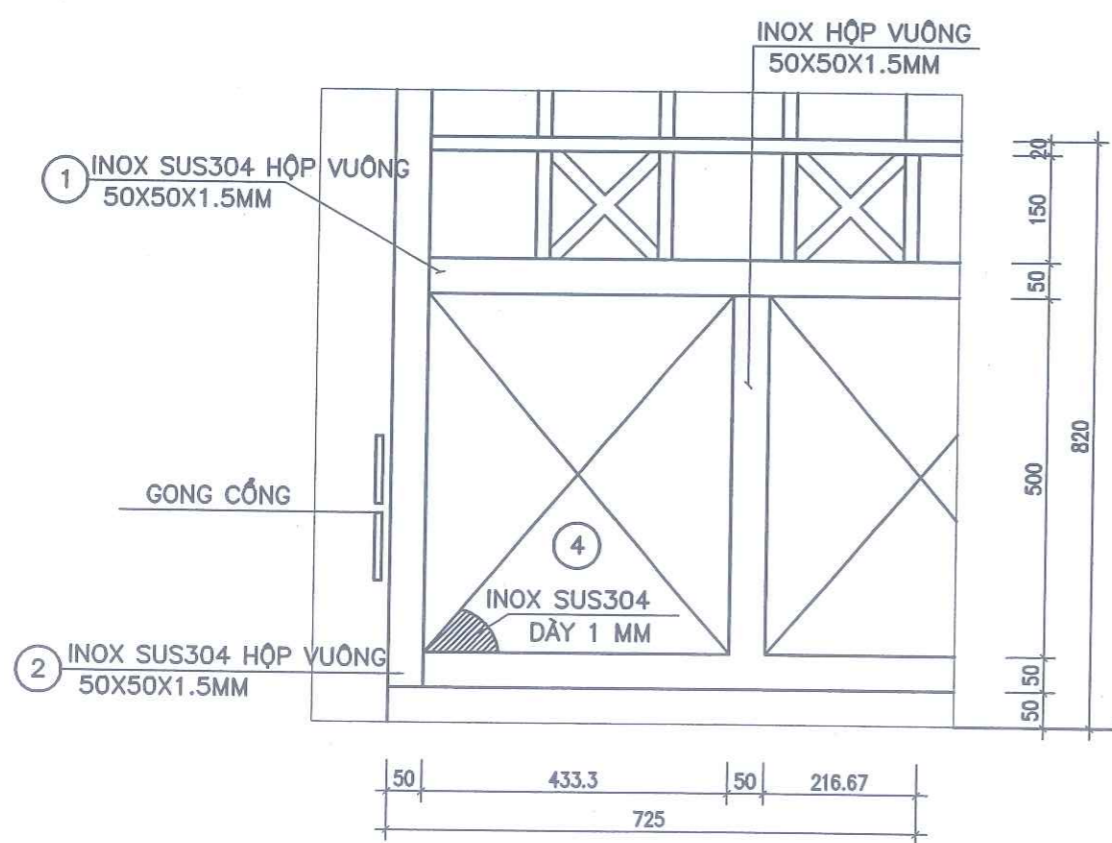 INOX HỘP VUÔNG
50X50X1.5MM
1
INOX SUS304 HỘP VUÔNG
50X50X1.5MM
20
150
50
500
820
GONG CỔNG
4
INOX SUS304
DÀY 1 MM
2
INOX SUS304 HỘP VUÔNG
50X50X1.5MM
50
50
50
433.3
50
216.67
725